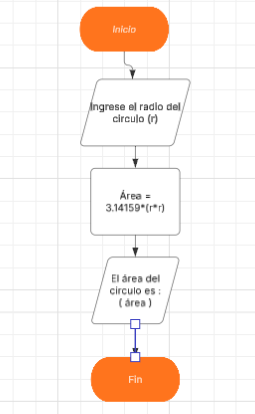 Inicio
Ingrese el radio del
circulo (r)
Área =
3.14159*(r*r)
El área del
circulo es :
( área )
Fin